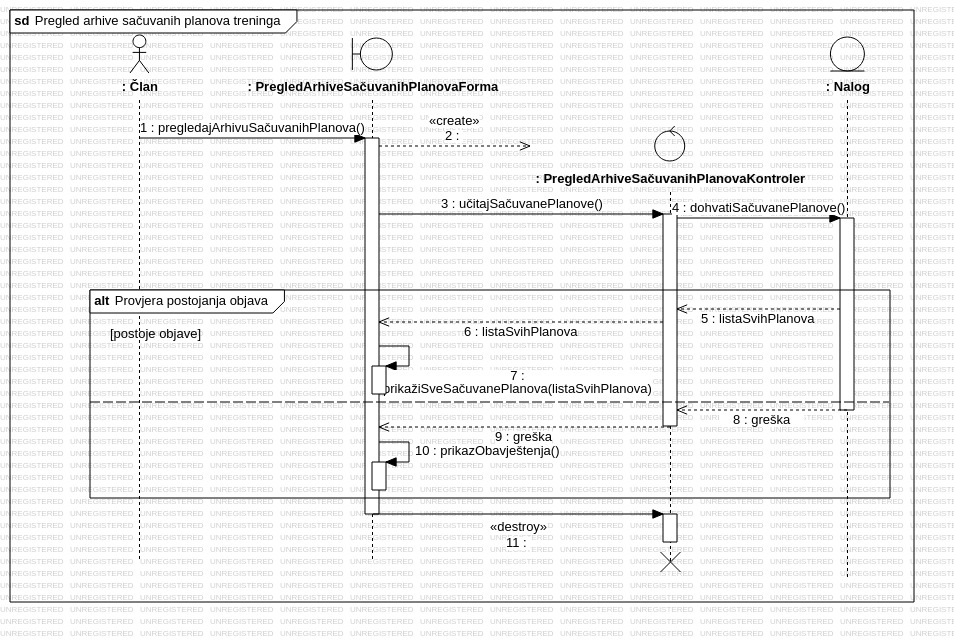 sd Pregled arhive sačuvanih planova treninga
: Član
: PregledArhiveSačuvanihPlanovaForma
: Nalog
1 : pregledajArhivuSačuvanihPlanova()
«create»
2 :
: PregledArhiveSačuvanihPlanovaKontroler
3 : učitajSačuvanePlanove()
4 : dohvatiSačuvanePlanove()
alt Provjera postojanja objava
[postoje objave]
5 : listaSvihPlanova
6 : listaSvihPlanova
7 :
prikažiSveSačuvanePlanova(listaSvihPlanova)
8 : greška
9 : greška
10 : prikazObavještenja()
«destroy»
11 :
UNREGISTERED